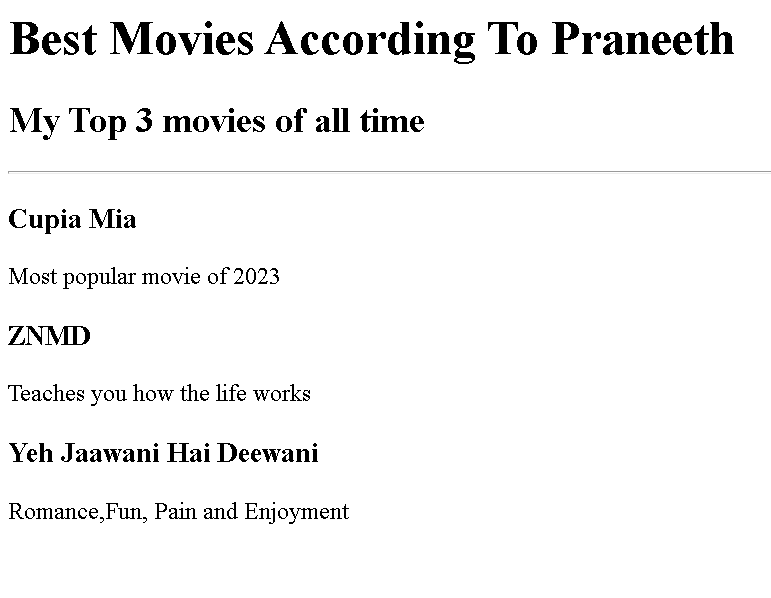 Best Movies According To Praneeth
My Top 3 movies of all time
Cupia Mia
Most popular movie of 2023
ZNMD
Teaches you how the life works
Yeh Jaawani Hai Deewani
Romance,Fun, Pain and Enjoyment